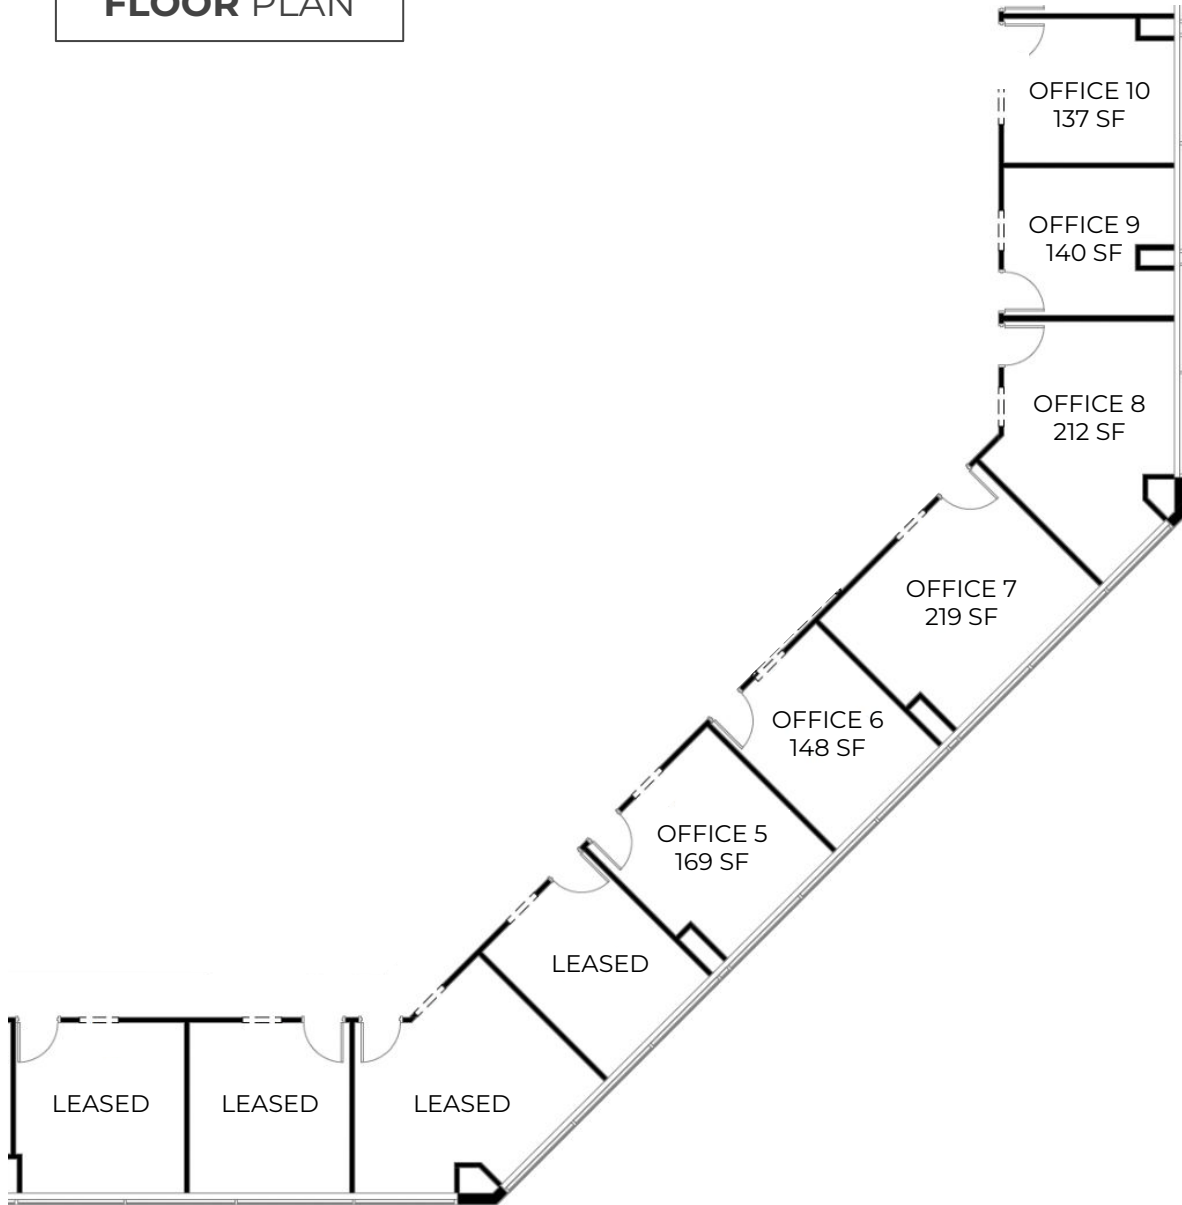 FLOOR PLAN
OFFICE 10
137 SF
OFFICE 9
140 SF
OFFICE 8
212 SF
OFFICE 7
219 SF
OFFICE 6
148 SF
OFFICE 5
169 SF
LEASED
LEASED
LEASED
LEASED